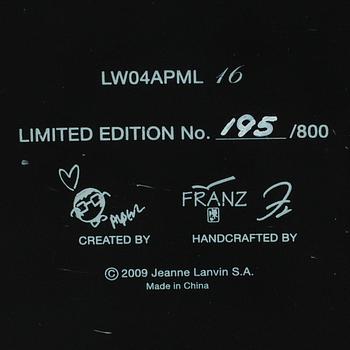 LW04APML 16
LIMITED EDITION No. 195 /800
FRANZ
CREATED BY HANDCRAFTED BY
© 2009 Jeanne Lanvin S.A.
Made in China